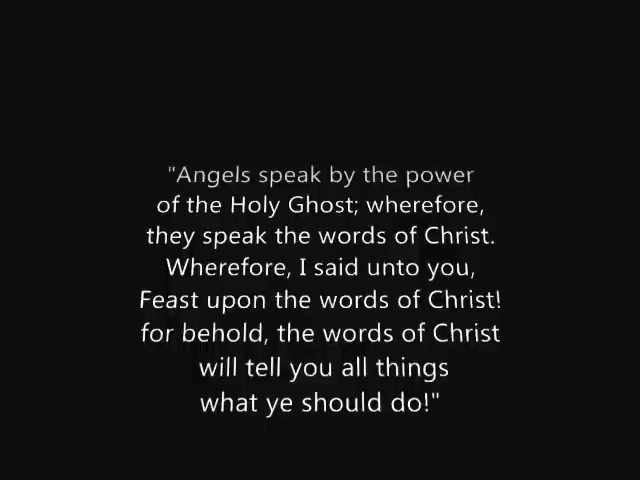 "Angels speak by the power
of the Holy Ghost; wherefore,
they speak the words of Christ.
Wherefore, I said unto you,
Feast upon the words of Christ!
for behold, the words of Christ
will tell you all things
what ye should do!"